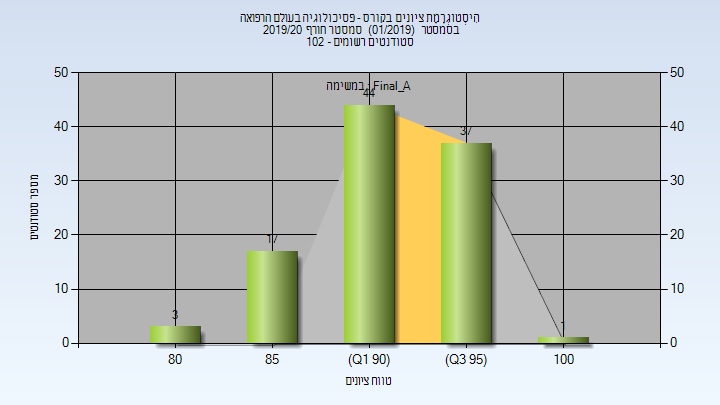 היסטוגרמת ציונים בקורס - פסיכולוגיה בעולם הרפואה
בסמסטר (01/2019) סמסטר חורף 2019/20
סטודנטים רשומים - 102
במשימה : Final_A
50 50
40 40
30 30
20 20
10 10
0 0
3 17 44 37 1
80 85 (Q1 90) (Q3 95) 100
מספר סטודנטים
טווח ציונים